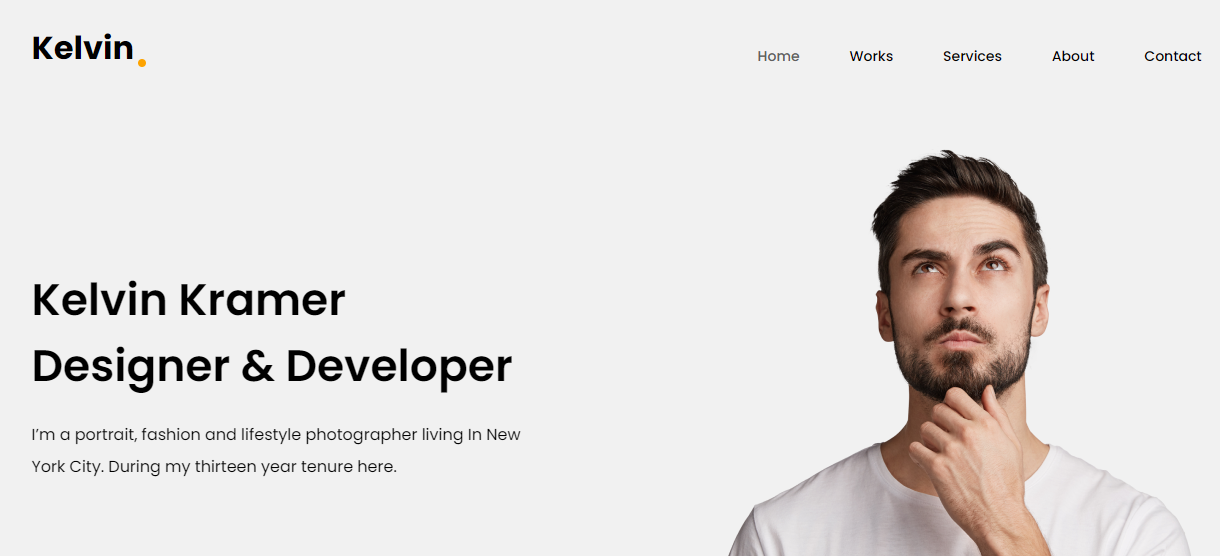 Kelvin.
Home Works Services About Contact
Kelvin Kramer
Designer & Developer
I’m a portrait, fashion and lifestyle photographer living In New
York City. During my thirteen year tenure here.